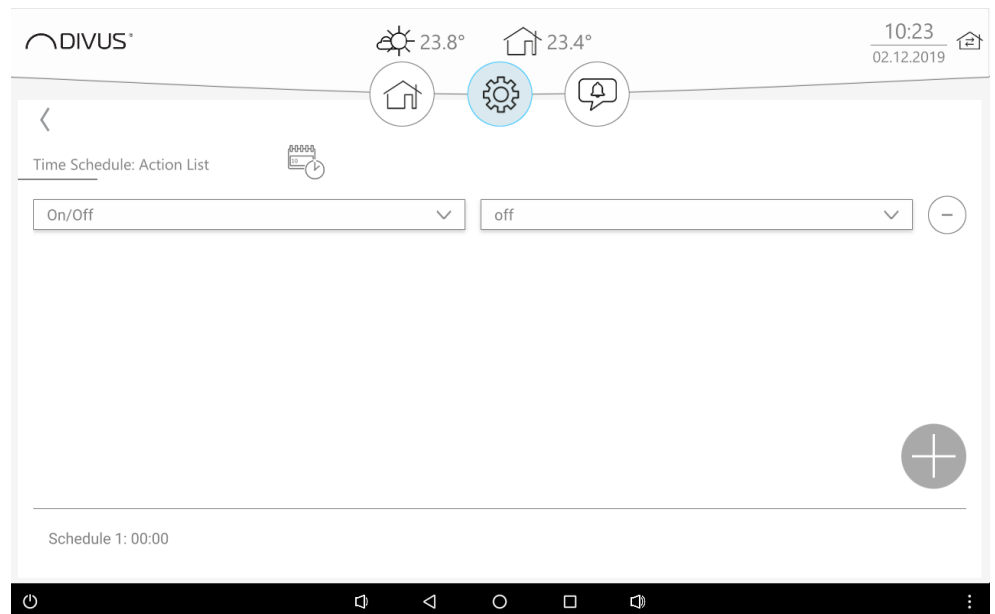 DIVUS
23.8° 23.4°
10:23
02.12.2019
Time Schedule: Action List
10
On/Off
off
Schedule 1: 00:00